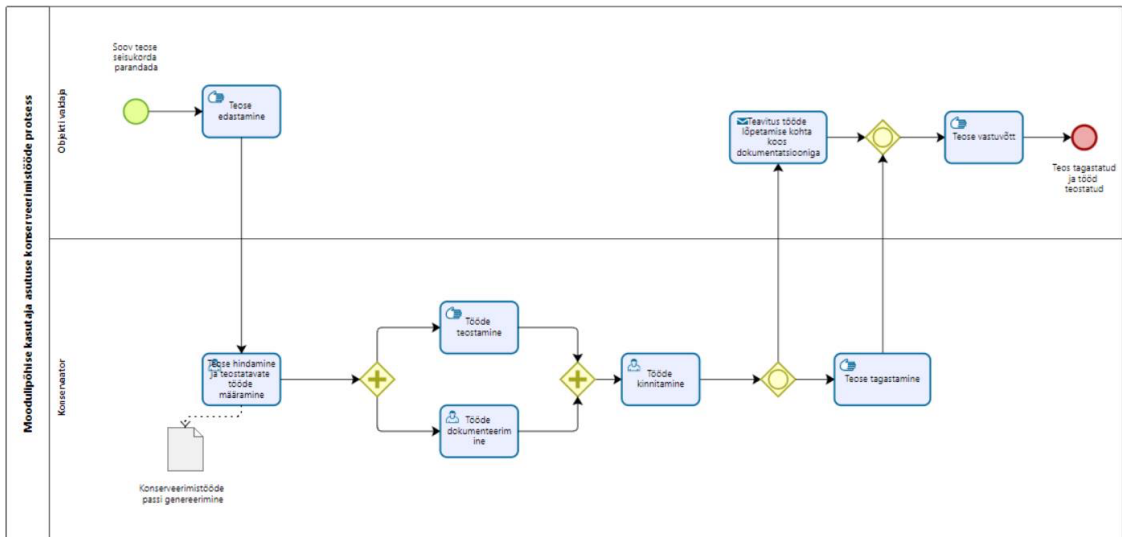 Moodulipõhise kasutaja asutuse konserveerimistööde protsess
Objekti valdaja
Soov teose
seisukorda
parandada
Teose
edastamine
Teavitus tööde
lõpetamise kohta
koos
dokumentatsiooniga
Teose vastuvõtt
Teos tagastatud
ja tööd
teostatud
Konservaator
Teose hindamine
ja teostatavate
tööde
määramine
Konserveerimistööde
passi genereerimine
Tööde
teostamine
Tööde
dokumenteerim
ine
Tööde
kinnitamine
Teose tagastamine